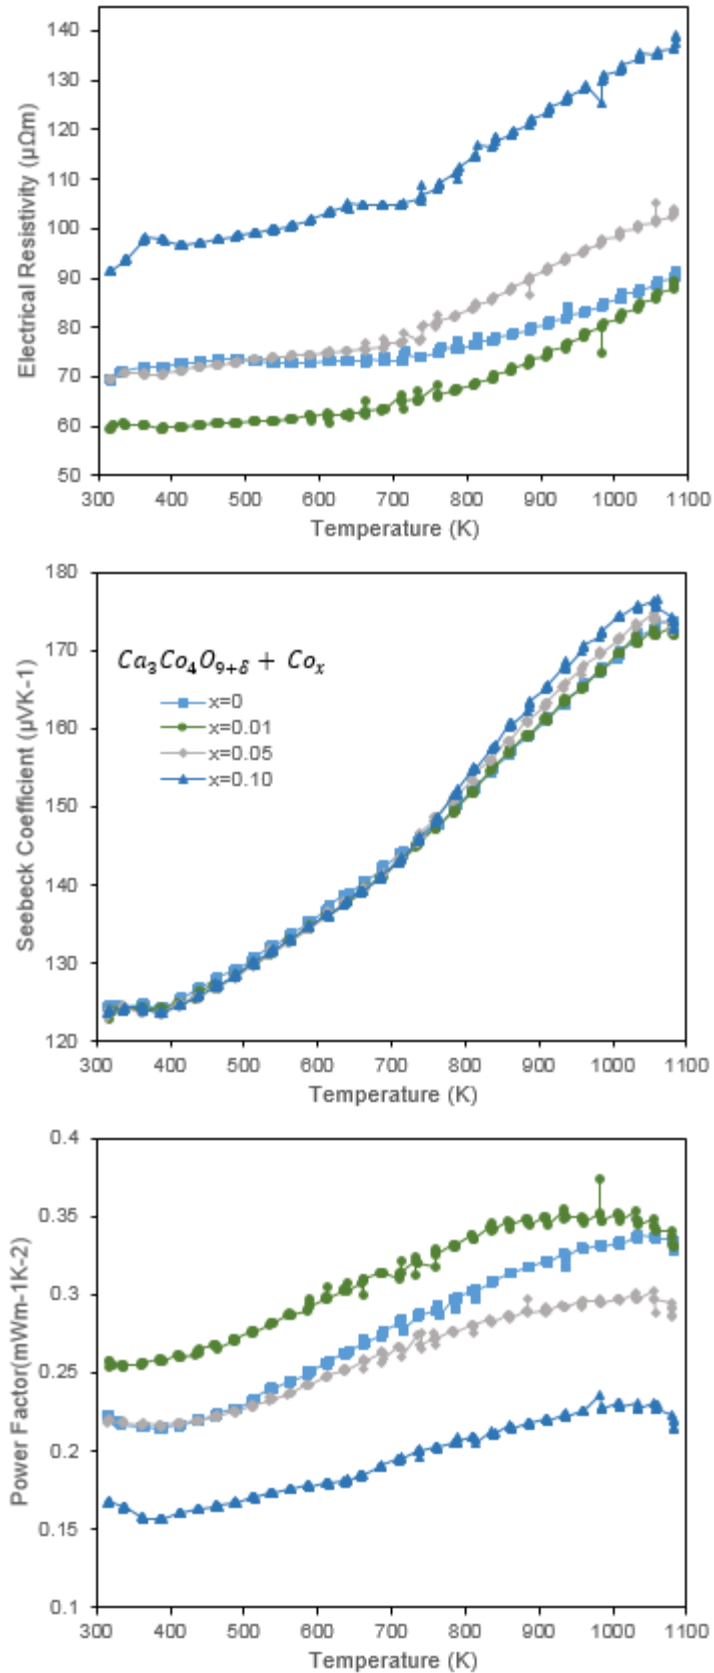 140
130
120
110
100
90
80
70
60
50
Electrical Resistivity (μΩm)
300 400 500 600 700 800 900 1000 1100
Temperature (K)
180
170
160
150
140
130
120
Seebeck Coefficient (μVK-1)
Ca₃Co₄O₉₊δ + Coₓ
x=0
x=0.01
x=0.05
x=0.10
300 400 500 600 700 800 900 1000 1100
Temperature (K)
0.4
0.35
0.3
0.25
0.2
0.15
0.1
Power Factor(mWm-1K-2)
300 400 500 600 700 800 900 1000 1100
Temperature (K)